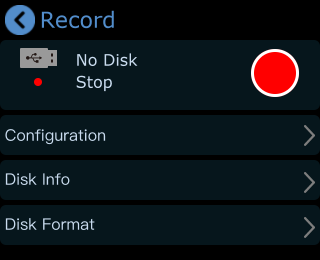 Record
No Disk
Stop
Configuration
Disk Info
Disk Format